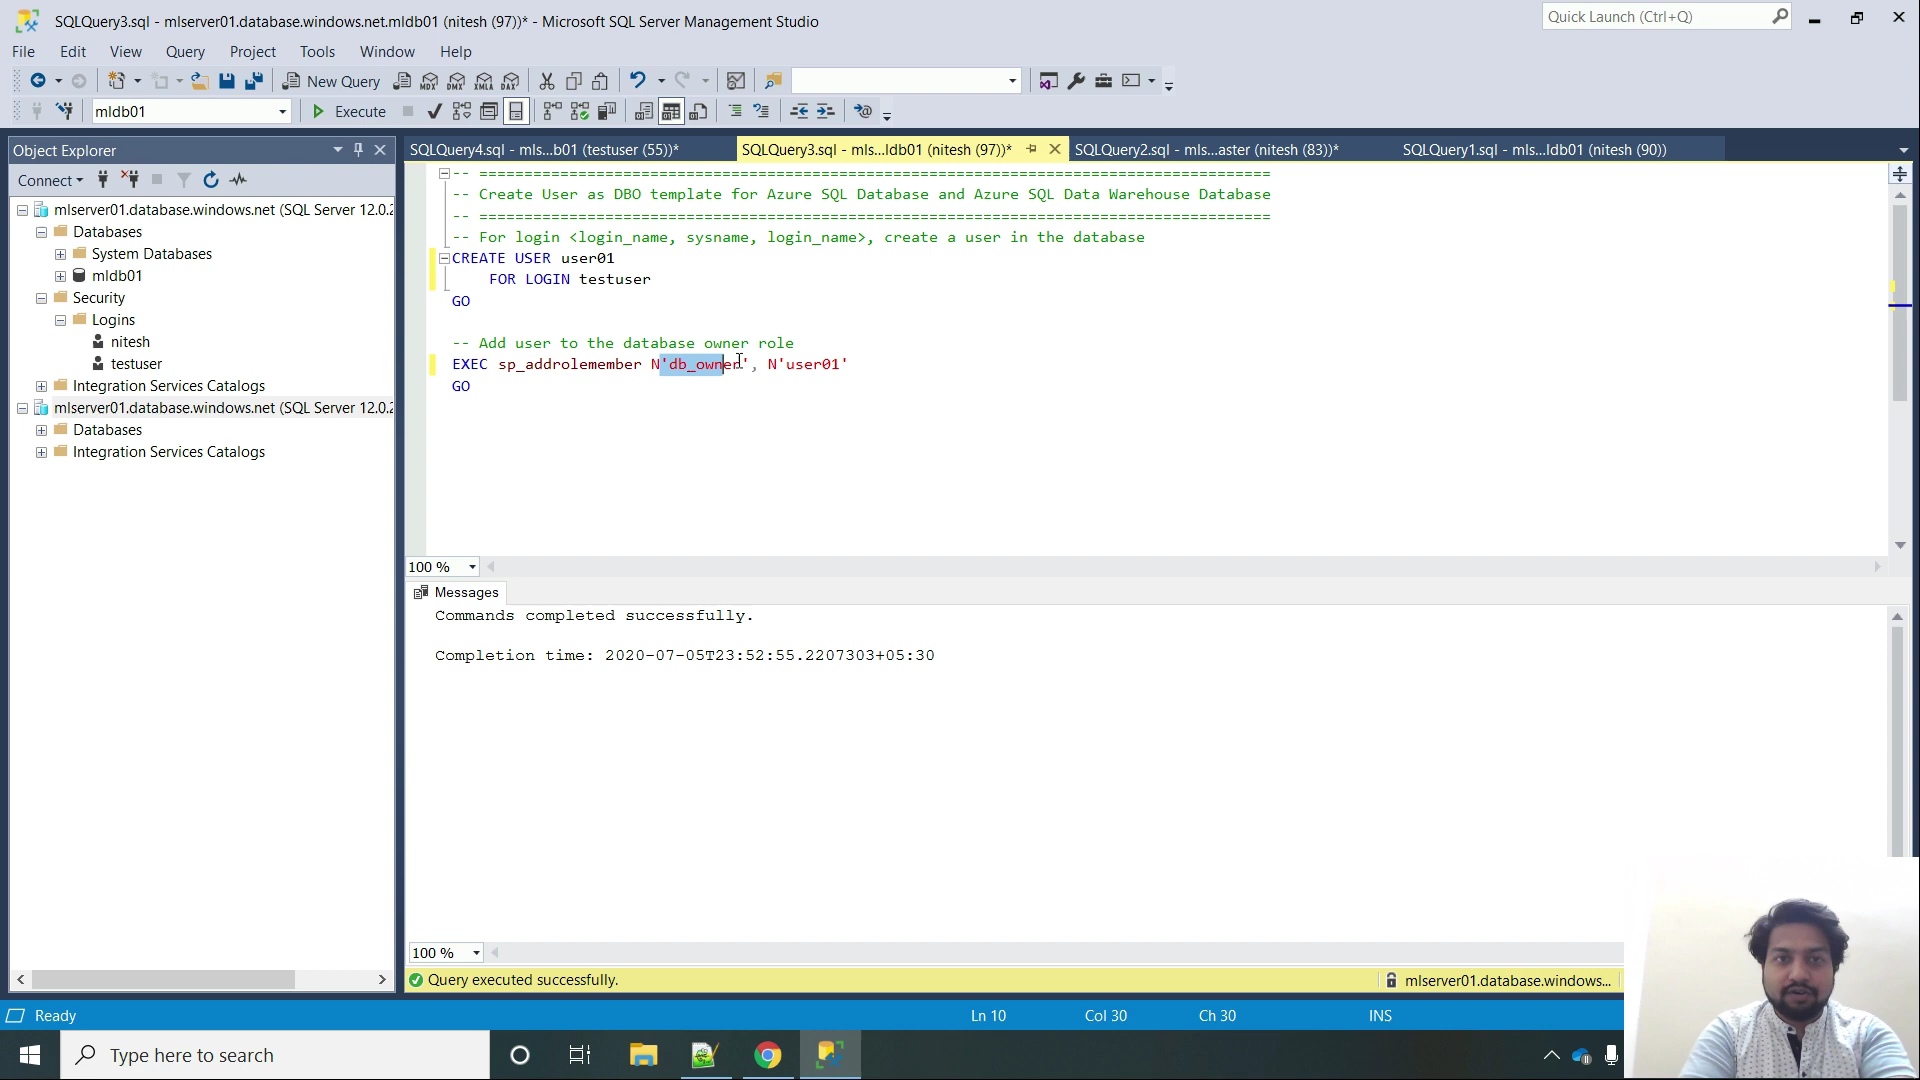 SQLQuery3.sql - mlserver01.database.windows.net.mldb01 (nitesh (97))* - Microsoft SQL Server Management Studio
Quick Launch (Ctrl+Q)
File Edit View Query Project Tools Window Help
New Query MDX DMX XMLA DAX
mldb01 Execute
Object Explorer
Connect
mlserver01.database.windows.net (SQL Server 12.0.2
Databases
System Databases
mldb01
Security
Logins
nitesh
testuser
Integration Services Catalogs
mlserver01.database.windows.net (SQL Server 12.0.2
Databases
Integration Services Catalogs
SQLQuery4.sql - mls...b01 (testuser (55))* SQLQuery3.sql - mls...ldb01 (nitesh (97))* SQLQuery2.sql - mls...aster (nitesh (83))* SQLQuery1.sql - mls...ldb01 (nitesh (90))
-- ========================================================================================
-- Create User as DBO template for Azure SQL Database and Azure SQL Data Warehouse Database
-- ========================================================================================
-- For login <login_name, sysname, login_name>, create a user in the database
CREATE USER user01
FOR LOGIN testuser
GO
-- Add user to the database owner role
EXEC sp_addrolemember N'db_owner', N'user01'
GO
100 %
Messages
Commands completed successfully.
Completion time: 2020-07-05T23:52:55.2207303+05:30
100 %
Query executed successfully. mlserver01.database.windows...
Ready Ln 10 Col 30 Ch 30 INS
Type here to search